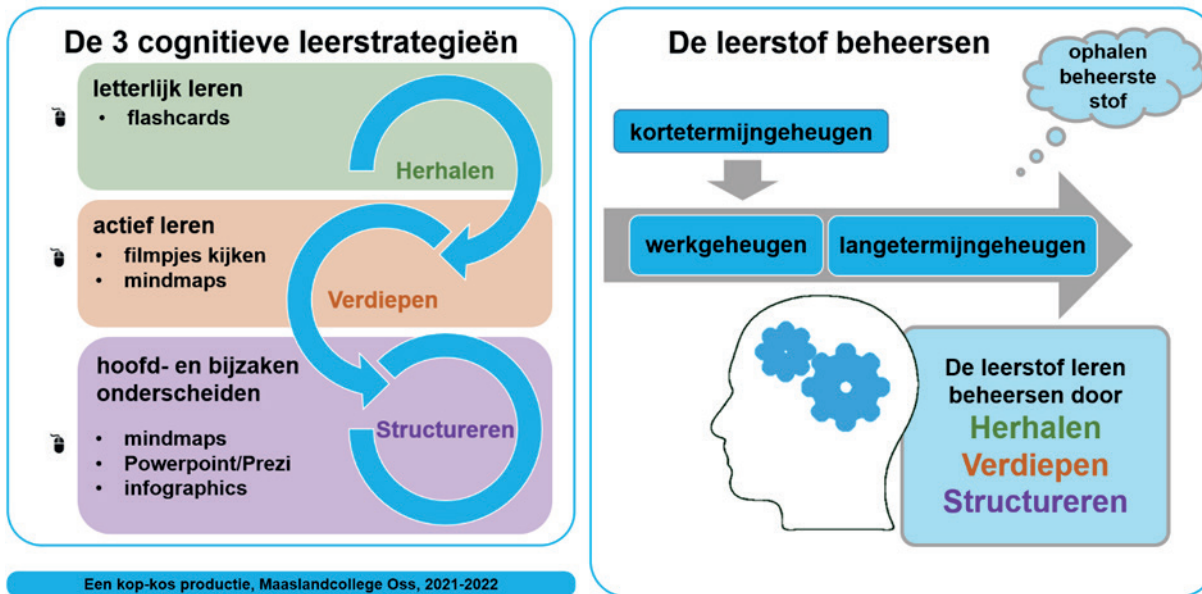 De 3 cognitieve leerstrategieën
letterlijk leren
• flashcards
Herhalen
actief leren
• filmpjes kijken
• mindmaps
Verdiepen
hoofd- en bijzaken
onderscheiden
• mindmaps
• Powerpoint/Prezi
• infographics
Structureren
Een kop-kos productie, Maaslandcollege Oss, 2021-2022
De leerstof beheersen
ophalen
beheerste
stof
kortetermijngeheugen
werkgeheugen
langetermijngeheugen
De leerstof leren
beheersen door
Herhalen
Verdiepen
Structureren